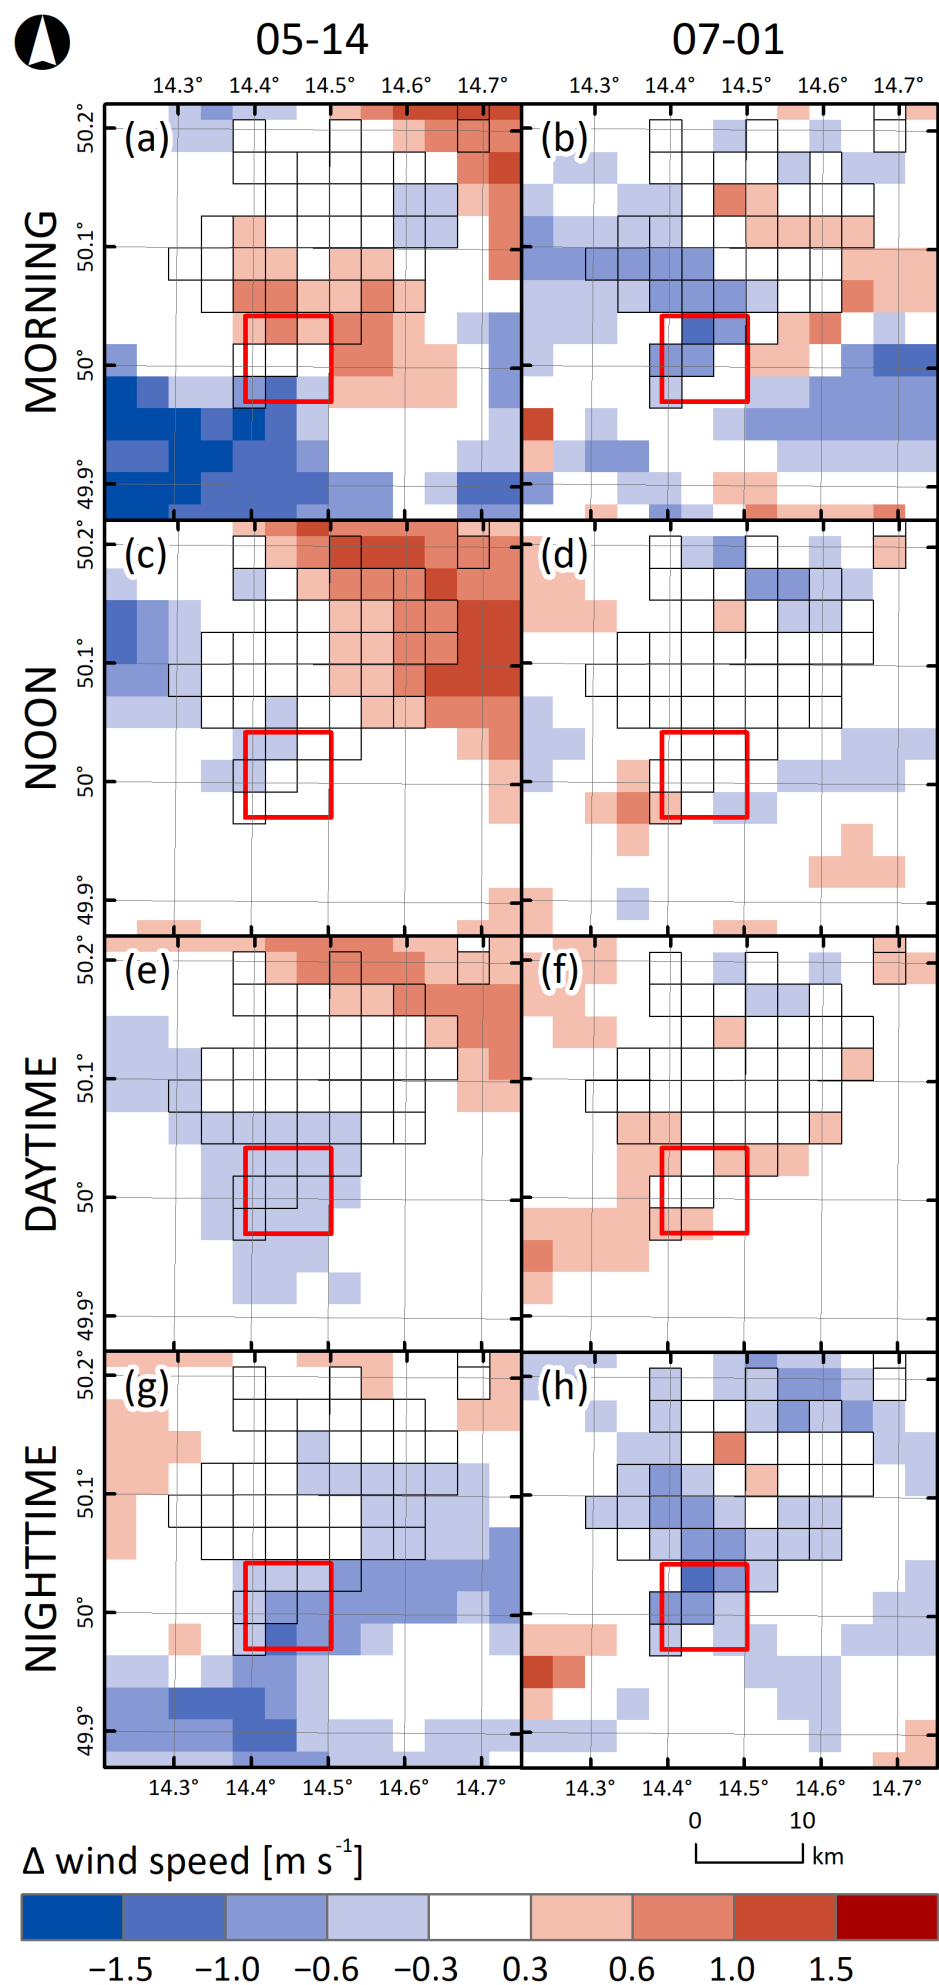 05-14 07-01
14.3° 14.4° 14.5° 14.6° 14.7° 14.3° 14.4° 14.5° 14.6° 14.7°
MORNING
(a) (b)
50.2°
50.1°
50°
49.9°
NOON
(c) (d)
50.2°
50.1°
50°
49.9°
DAYTIME
(e) (f)
50.2°
50.1°
50°
49.9°
NIGHTTIME
(g) (h)
50.2°
50.1°
50°
49.9°
14.3° 14.4° 14.5° 14.6° 14.7° 14.3° 14.4° 14.5° 14.6° 14.7°
0 10
km
Δ wind speed [m s⁻¹]
−1.5 −1.0 −0.6 −0.3 0.3 0.6 1.0 1.5